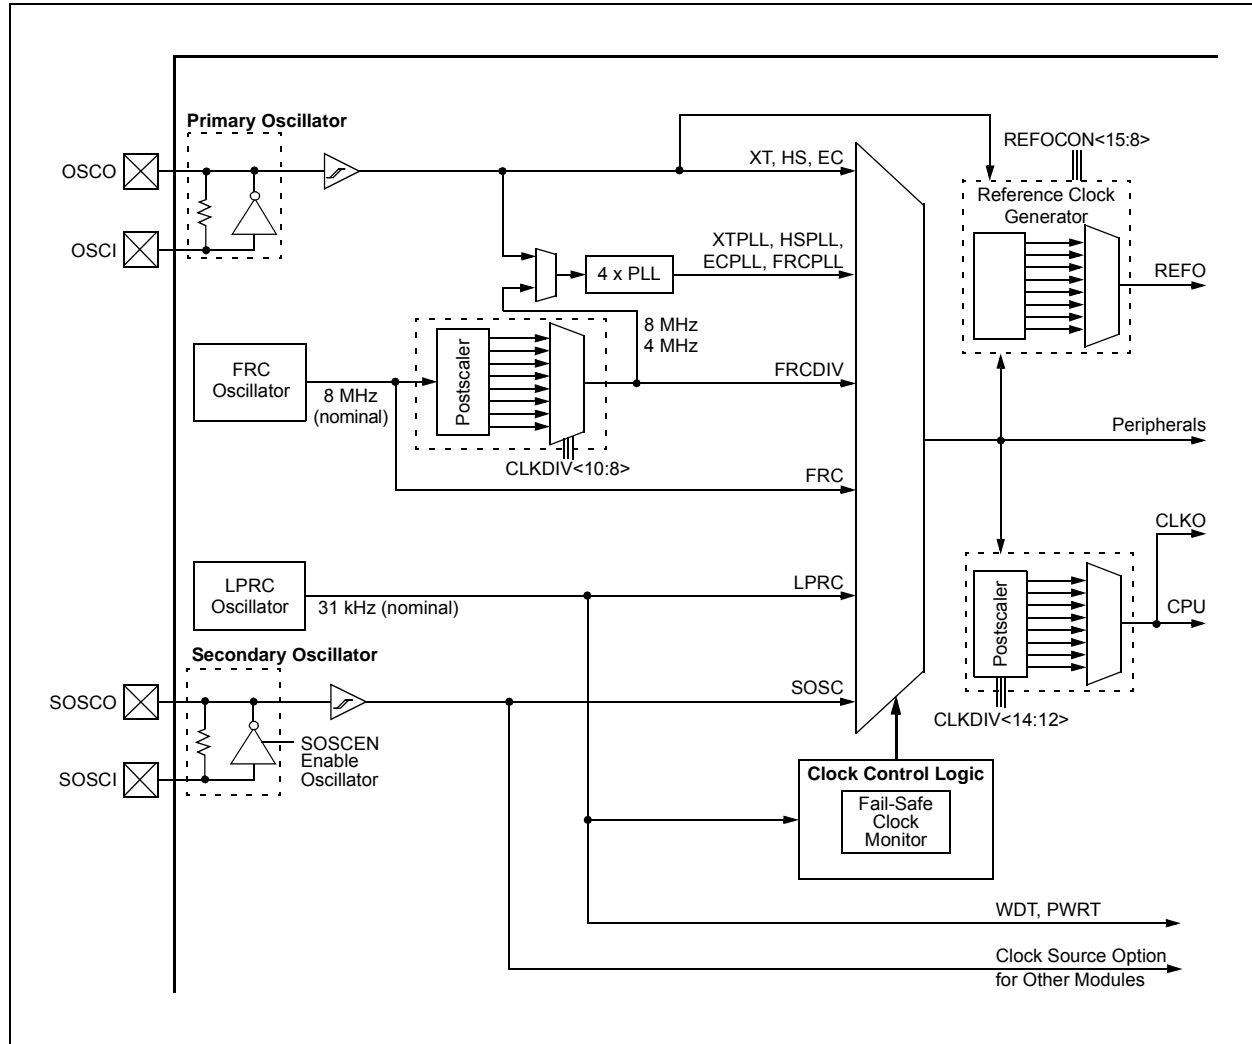 Primary Oscillator
OSCO
OSCI
XT, HS, EC
REFOCON<15:8>
Reference Clock
Generator
REFO
XTPLL, HSPLL,
ECPLL, FRCPLL
4 x PLL
8 MHz
4 MHz
FRC
Oscillator
8 MHz
(nominal)
Postscaler
CLKDIV<10:8>
FRCDIV
Peripherals
FRC
CLKO
CPU
LPRC
Oscillator
31 kHz (nominal)
LPRC
Postscaler
CLKDIV<14:12>
Secondary Oscillator
SOSCO
SOSCI
SOSCEN
Enable
Oscillator
SOSC
Clock Control Logic
Fail-Safe
Clock
Monitor
WDT, PWRT
Clock Source Option
for Other Modules